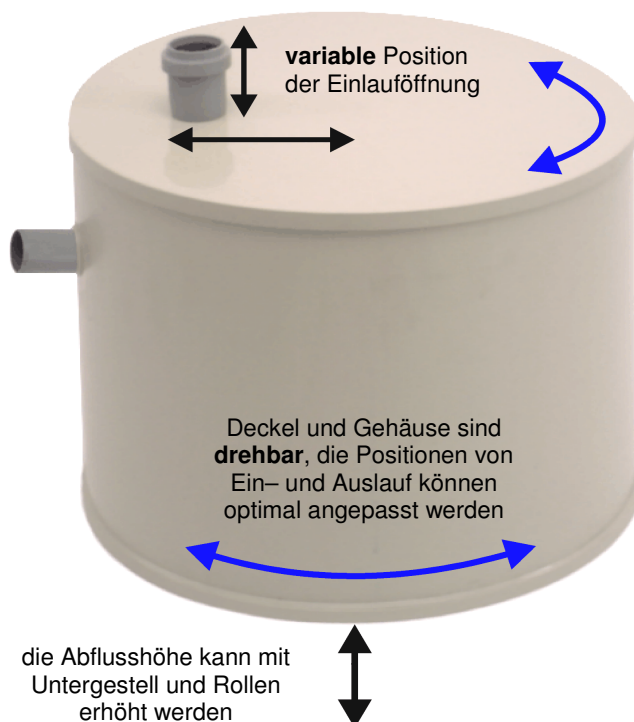 variable Position
der Einlauföffnung
Deckel und Gehäuse sind
drehbar, die Positionen von
Ein– und Auslauf können
optimal angepasst werden
die Abflusshöhe kann mit
Untergestell und Rollen
erhöht werden